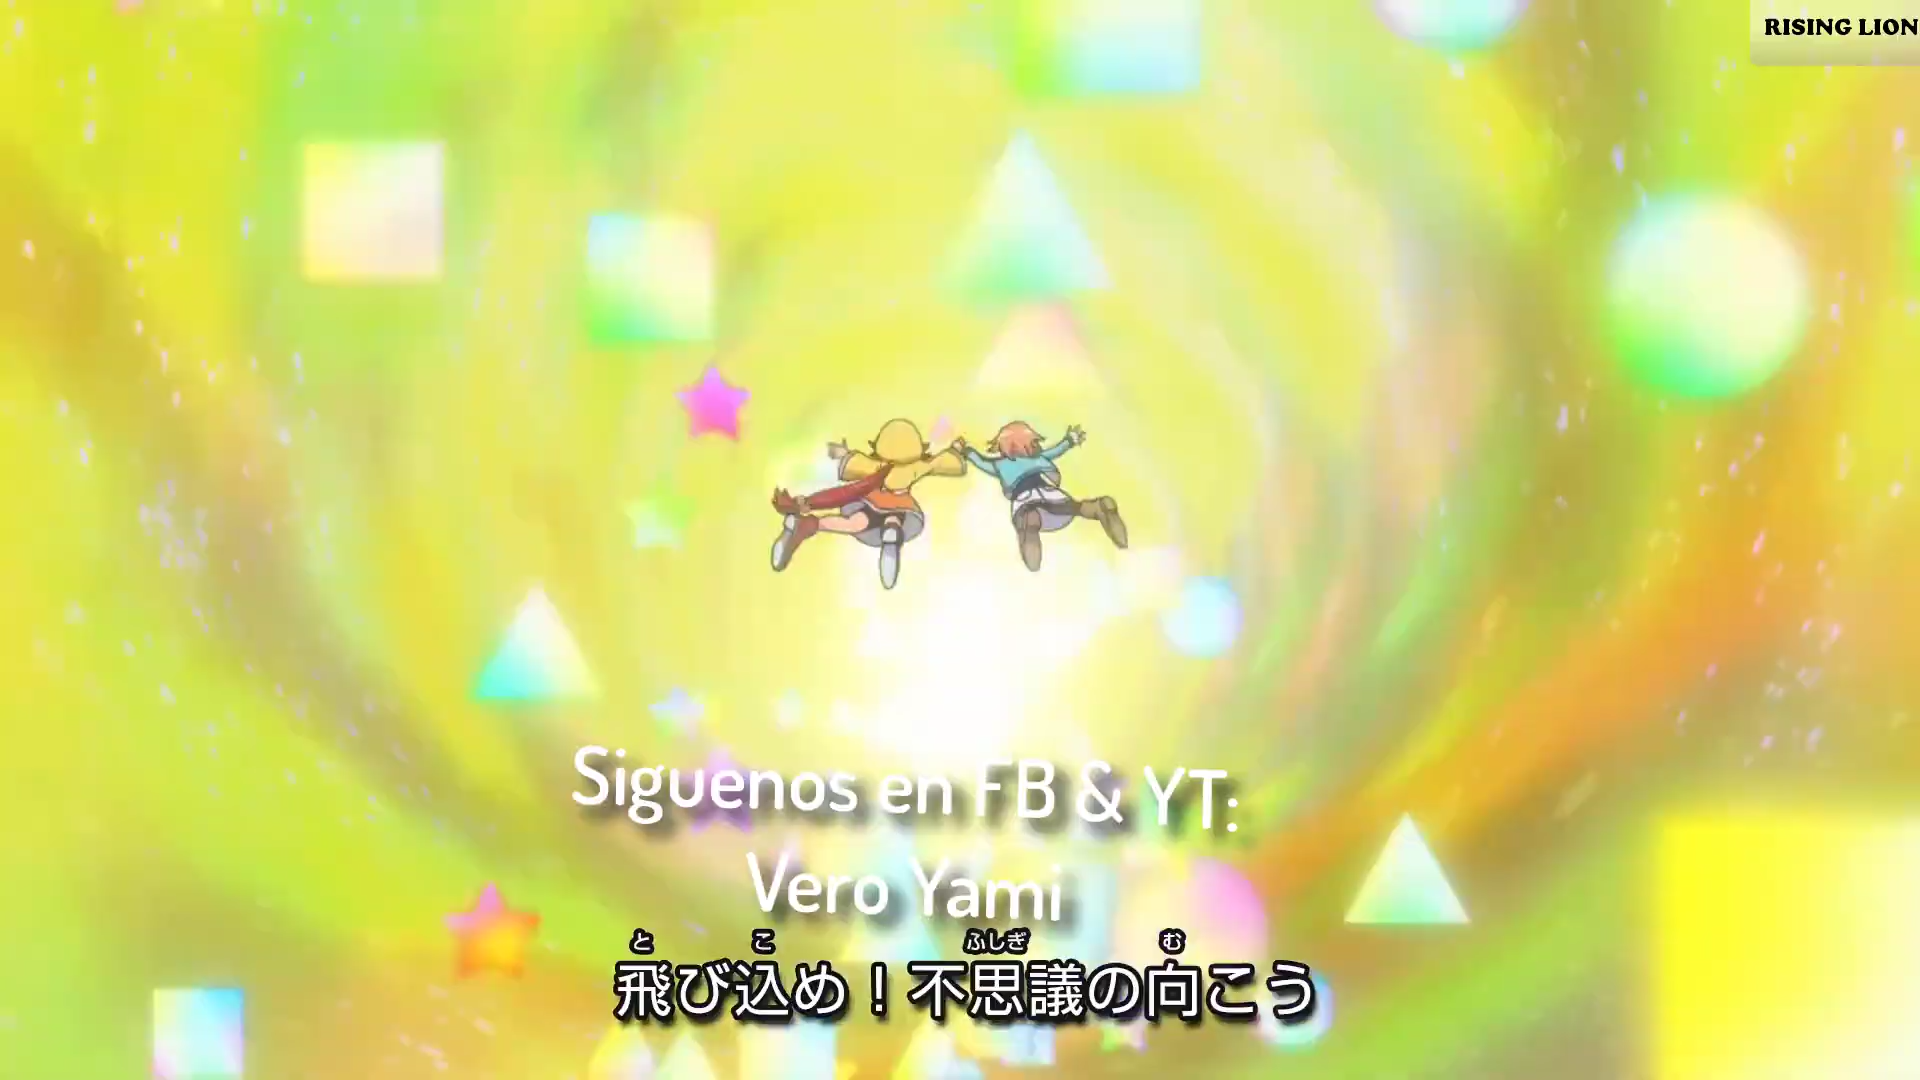 RISING LION
Siguenos en FB & YT:
Vero Yami
と こ ふしぎ む
飛び込め！不思議の向こう